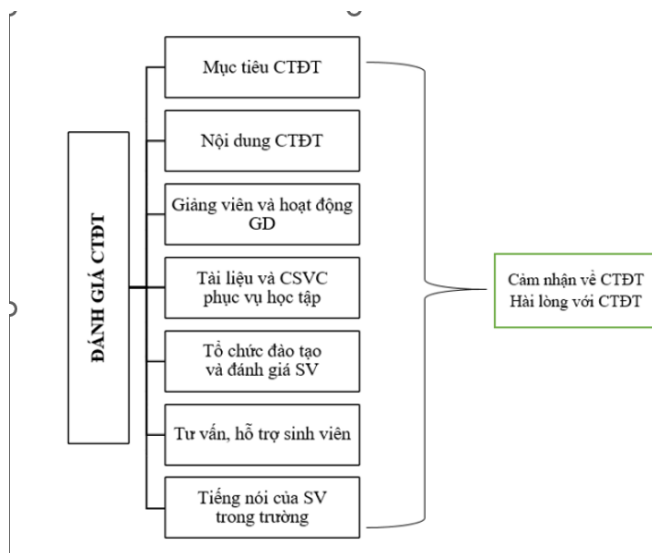 Mục tiêu CTĐT
Nội dung CTĐT
Giảng viên và hoạt động
GD
Tài liệu và CSVC
phục vụ học tập
Tổ chức đào tạo
và đánh giá SV
Tư vấn, hỗ trợ sinh viên
Tiếng nói của SV
trong trường
ĐÁNH GIÁ CTĐT
Cảm nhận về CTĐT
Hài lòng với CTĐT